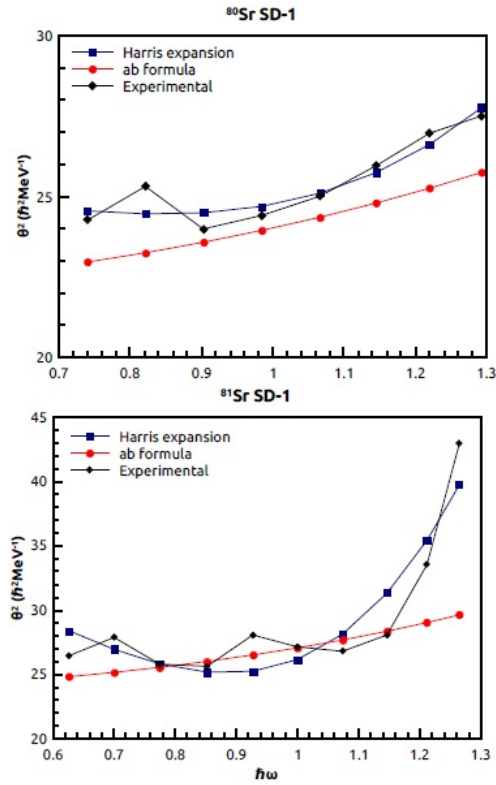 ⁸⁰Sr SD-1
30
Harris expansion
ab formula
Experimental
25
θ² (ℏ²MeV⁻¹)
20
0.7 0.8 0.9 1 1.1 1.2 1.3
⁸¹Sr SD-1
45
Harris expansion
ab formula
Experimental
40
35
θ² (ℏ²MeV⁻¹)
30
25
20
0.6 0.7 0.8 0.9 1 1.1 1.2 1.3
ℏω